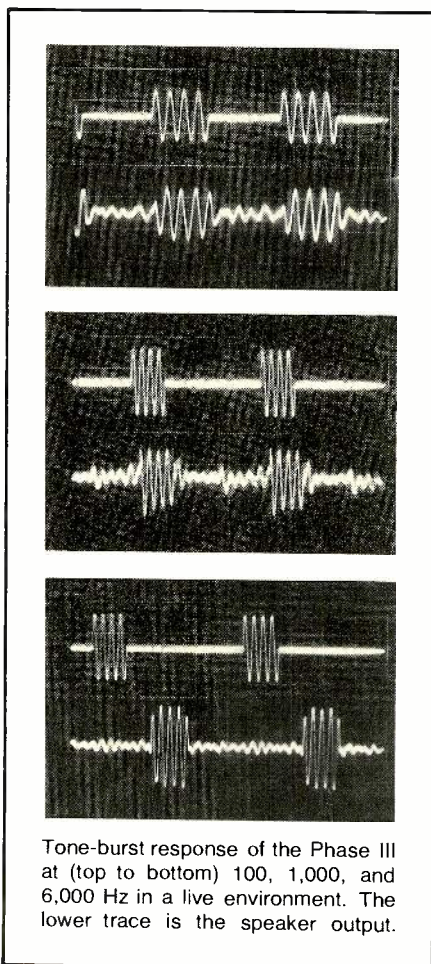 Tone-burst response of the Phase III
at (top to bottom) 100, 1,000, and
6,000 Hz in a live environment. The
lower trace is the speaker output.